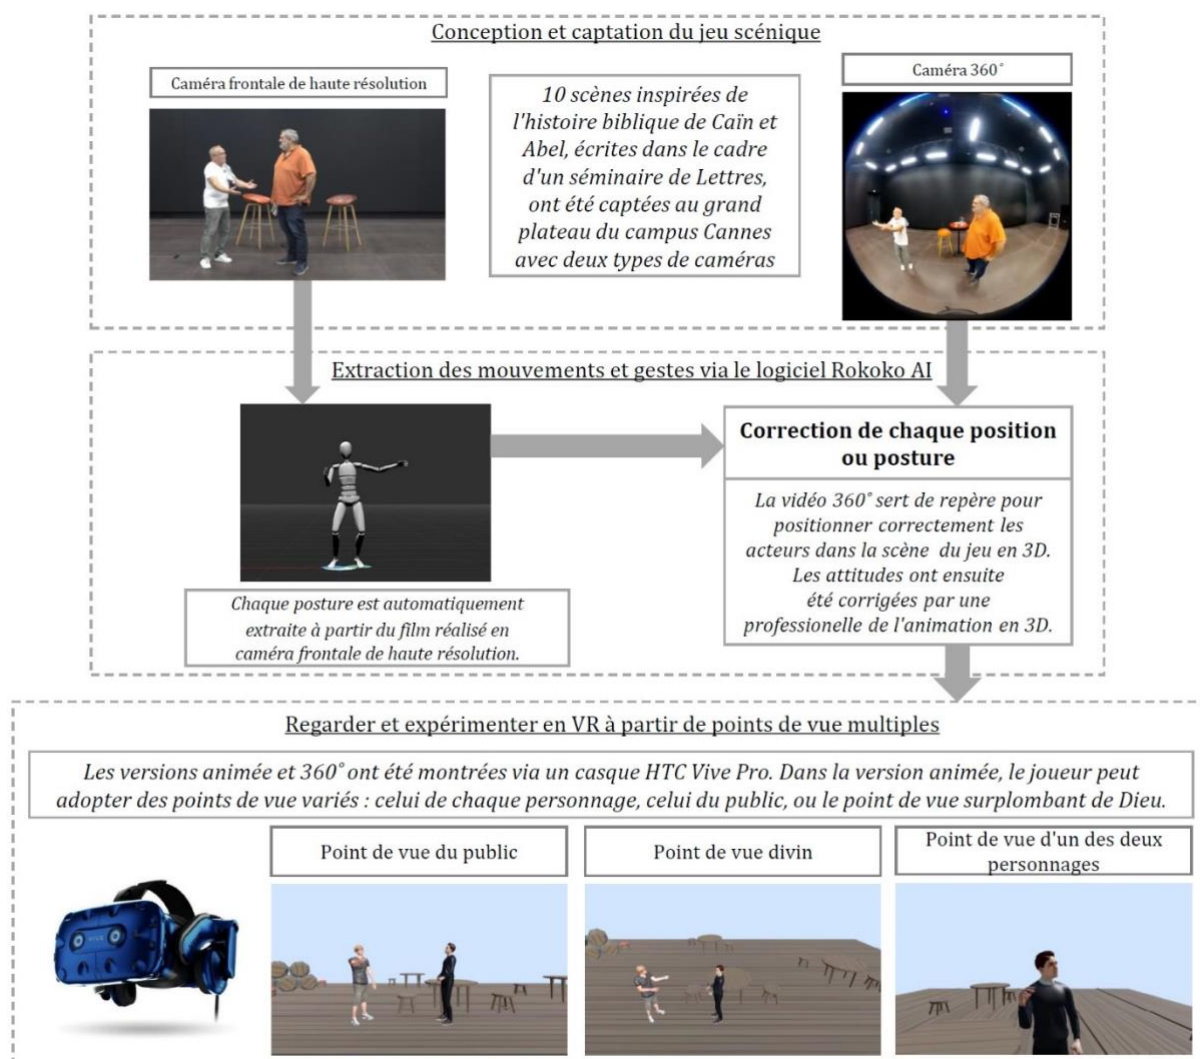 Conception et captation du jeu scénique
Caméra frontale de haute résolution
10 scènes inspirées de
l'histoire biblique de Caïn et
Abel, écrites dans le cadre
d'un séminaire de Lettres,
ont été captées au grand
plateau du campus Cannes
avec deux types de caméras
Caméra 360°
Extraction des mouvements et gestes via le logiciel Rokoko AI
Chaque posture est automatiquement
extraite à partir du film réalisé en
caméra frontale de haute résolution.
Correction de chaque position
ou posture
La vidéo 360° sert de repère pour
positionner correctement les
acteurs dans la scène du jeu en 3D.
Les attitudes ont ensuite
été corrigées par une
professionelle de l'animation en 3D.
Regarder et expérimenter en VR à partir de points de vue multiples
Les versions animée et 360° ont été montrées via un casque HTC Vive Pro. Dans la version animée, le joueur peut
adopter des points de vue variés : celui de chaque personnage, celui du public, ou le point de vue surplombant de Dieu.
Point de vue du public
Point de vue divin
Point de vue d'un des deux
personnages
VIVE